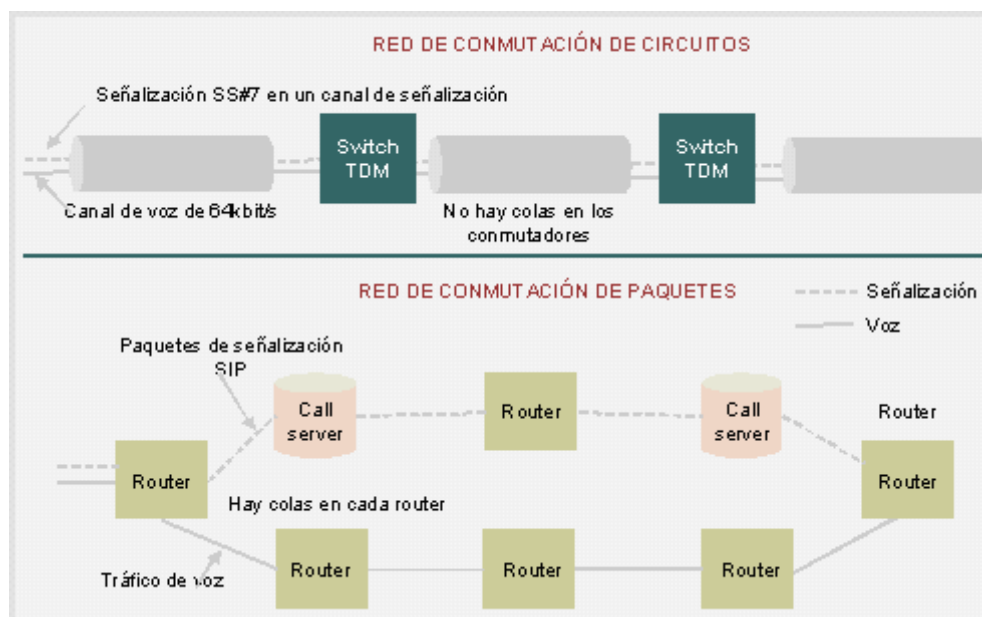 RED DE CONMUTACIÓN DE CIRCUITOS
Señalización SS#7 en un canal de señalización
Switch
TDM
Switch
TDM
Canal de voz de 64kbit/s
No hay colas en los
conmutadores
RED DE CONMUTACIÓN DE PAQUETES
Señalización
Voz
Paquetes de señalización
SIP
Call
server
Router
Call
server
Router
Router
Router
Hay colas en cada router
Tráfico de voz
Router
Router
Router